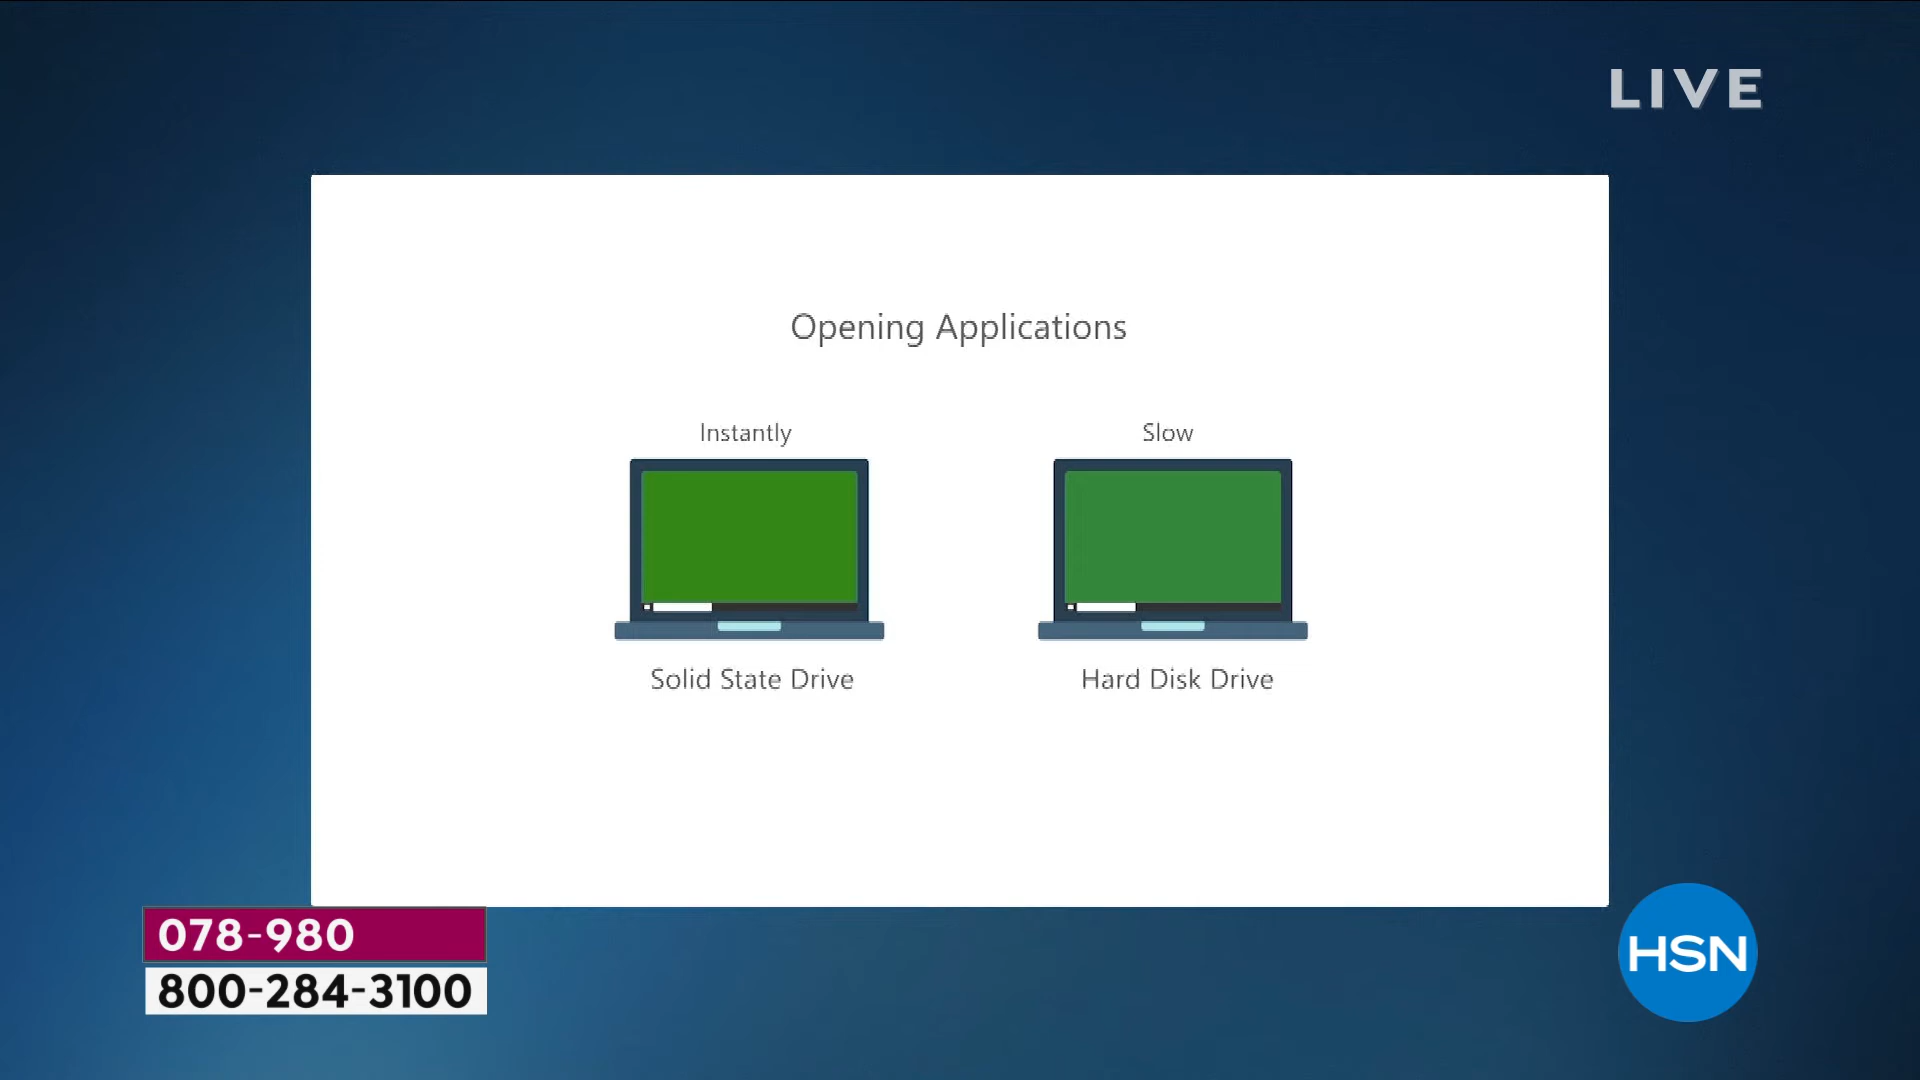 LIVE
Opening Applications
Instantly
Slow
Solid State Drive
Hard Disk Drive
078-980
800-284-3100
HSN